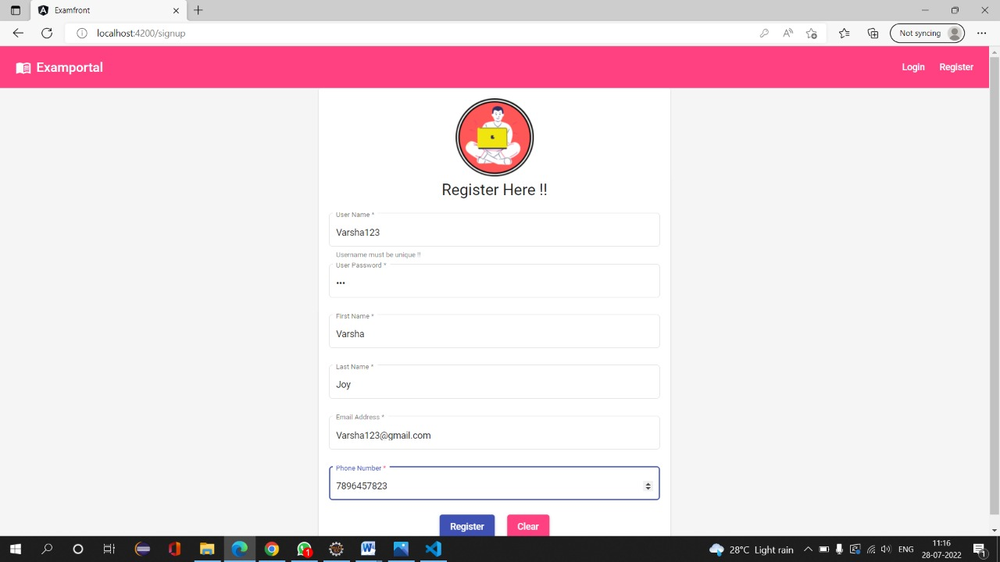 Examfront
localhost:4200/signup
Not syncing
Examportal
Login
Register
Register Here !!
User Name *
Varsha123
Username must be unique !!
User Password *
•••
First Name *
Varsha
Last Name *
Joy
Email Address *
Varsha123@gmail.com
Phone Number *
7896457823
Register
Clear
1
28°C Light rain
ENG
11:16
28-07-2022
1